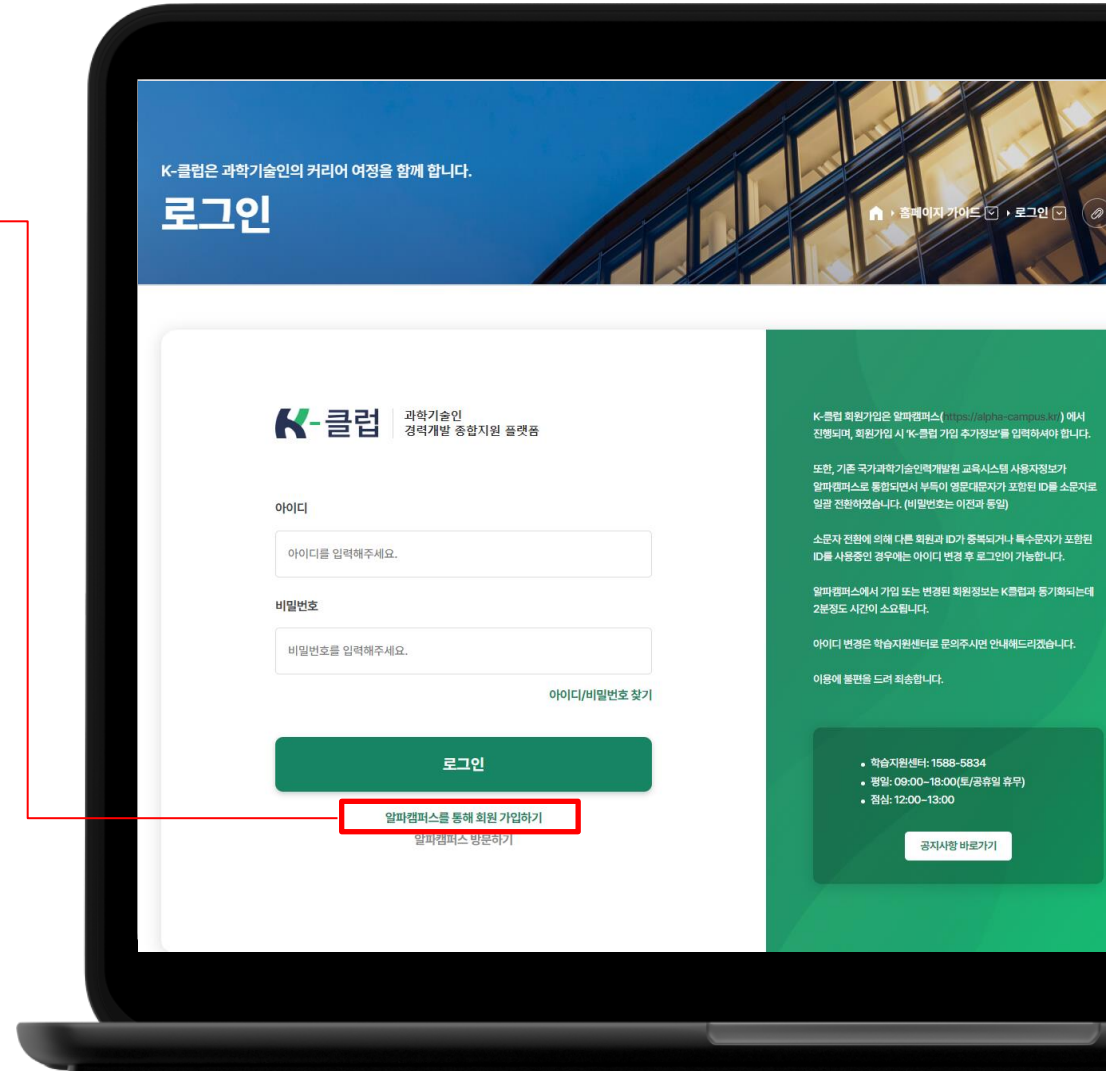 K-클럽은 과학기술인의 커리어 여정을 함께 합니다.
로그인
홈페이지 가이드
로그인
K-클럽
과학기술인
경력개발 종합지원 플랫폼
아이디
아이디를 입력해주세요.
비밀번호
비밀번호를 입력해주세요.
아이디/비밀번호 찾기
로그인
알파캠퍼스를 통해 회원 가입하기
알파캠퍼스 방문하기
K-클럽 회원가입은 알파캠퍼스(https://alpha-campus.kr/) 에서
진행되며, 회원가입 시 'K-클럽 가입 추가정보'를 입력하셔야 합니다.
또한, 기존 국가과학기술인력개발원 교육시스템 사용자정보가
알파캠퍼스로 통합되면서 부득이 영문대문자가 포함된 ID를 소문자로
일괄 전환하였습니다. (비밀번호는 이전과 동일)
소문자 전환에 의해 다른 회원과 ID가 중복되거나 특수문자가 포함된
ID를 사용중인 경우에는 아이디 변경 후 로그인이 가능합니다.
알파캠퍼스에서 가입 또는 변경된 회원정보는 K클럽과 동기화되는데
2분정도 시간이 소요됩니다.
아이디 변경은 학습지원센터로 문의주시면 안내해드리겠습니다.
이용에 불편을 드려 죄송합니다.
학습지원센터: 1588-5834
평일: 09:00~18:00(토/공휴일 휴무)
점심: 12:00~13:00
공지사항 바로가기